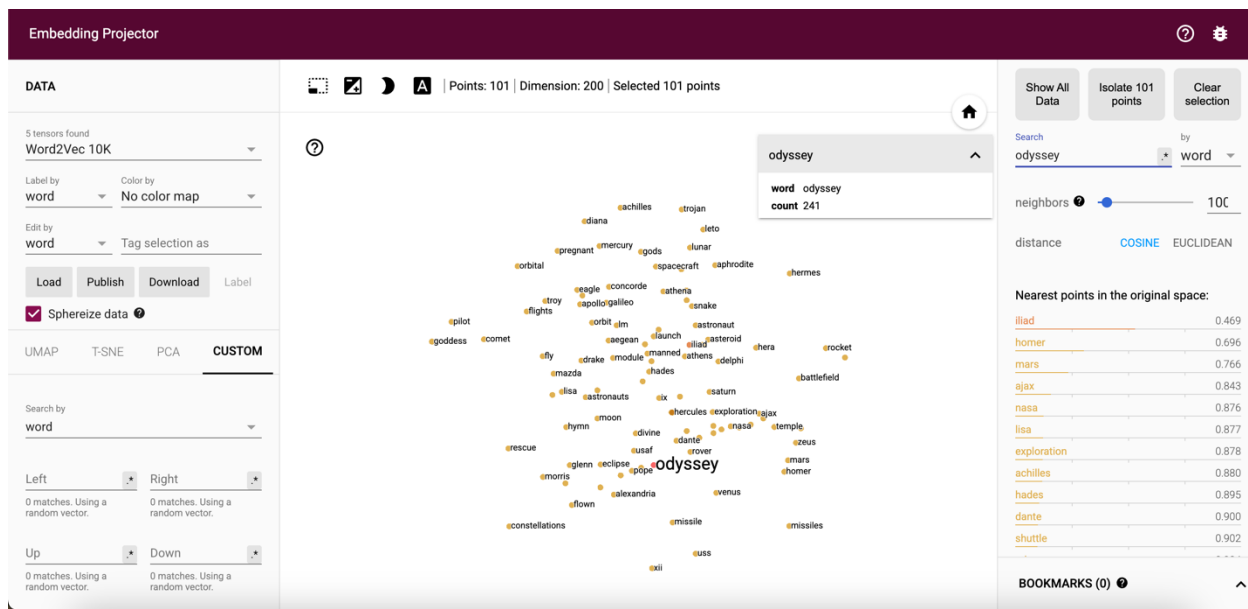 Embedding Projector
DATA
5 tensors found
Word2Vec 10K
Label by
Color by
word
No color map
Edit by
word
Tag selection as
Load
Publish
Download
Label
Sphereize data
UMAP
T-SNE
PCA
CUSTOM
Search by
word
Left
.*
Right
.*
0 matches. Using a
random vector.
0 matches. Using a
random vector.
Up
.*
Down
.*
0 matches. Using a
random vector.
0 matches. Using a
random vector.
A
Points: 101 | Dimension: 200 | Selected 101 points
odyssey
word odyssey
count 241
achilles
trojan
diana
leto
pregnant
mercury
gods
lunar
orbital
spacecraft
aphrodite
hermes
eagle
concorde
athena
troy
apollo
galileo
snake
flights
pilot
orbit
lm
astronaut
goddess
comet
aegean
launch
iliad
asteroid
hera
rocket
fly
drake
module
manned
athens
delphi
mazda
hades
battlefield
lisa
astronauts
ix
saturn
moon
hercules
exploration
ajax
hymn
divine
nasa
temple
dante
zeus
rescue
usaf
rover
glenn
eclipse
pope
odyssey
mars
homer
morris
alexandria
venus
flown
constellations
missile
missiles
uss
xii
Show All
Data
Isolate 101
points
Clear
selection
Search
by
odyssey
.*
word
neighbors
100
distance
COSINE
EUCLIDEAN
Nearest points in the original space:
iliad 0.469
homer 0.696
mars 0.766
ajax 0.843
nasa 0.876
lisa 0.877
exploration 0.878
achilles 0.880
hades 0.895
dante 0.900
shuttle 0.902
BOOKMARKS (0)